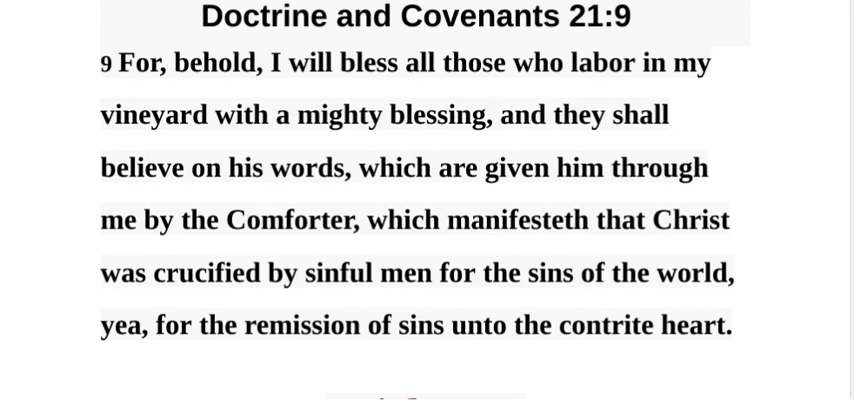 Doctrine and Covenants 21:9
9 For, behold, I will bless all those who labor in my
vineyard with a mighty blessing, and they shall
believe on his words, which are given him through
me by the Comforter, which manifesteth that Christ
was crucified by sinful men for the sins of the world,
yea, for the remission of sins unto the contrite heart.